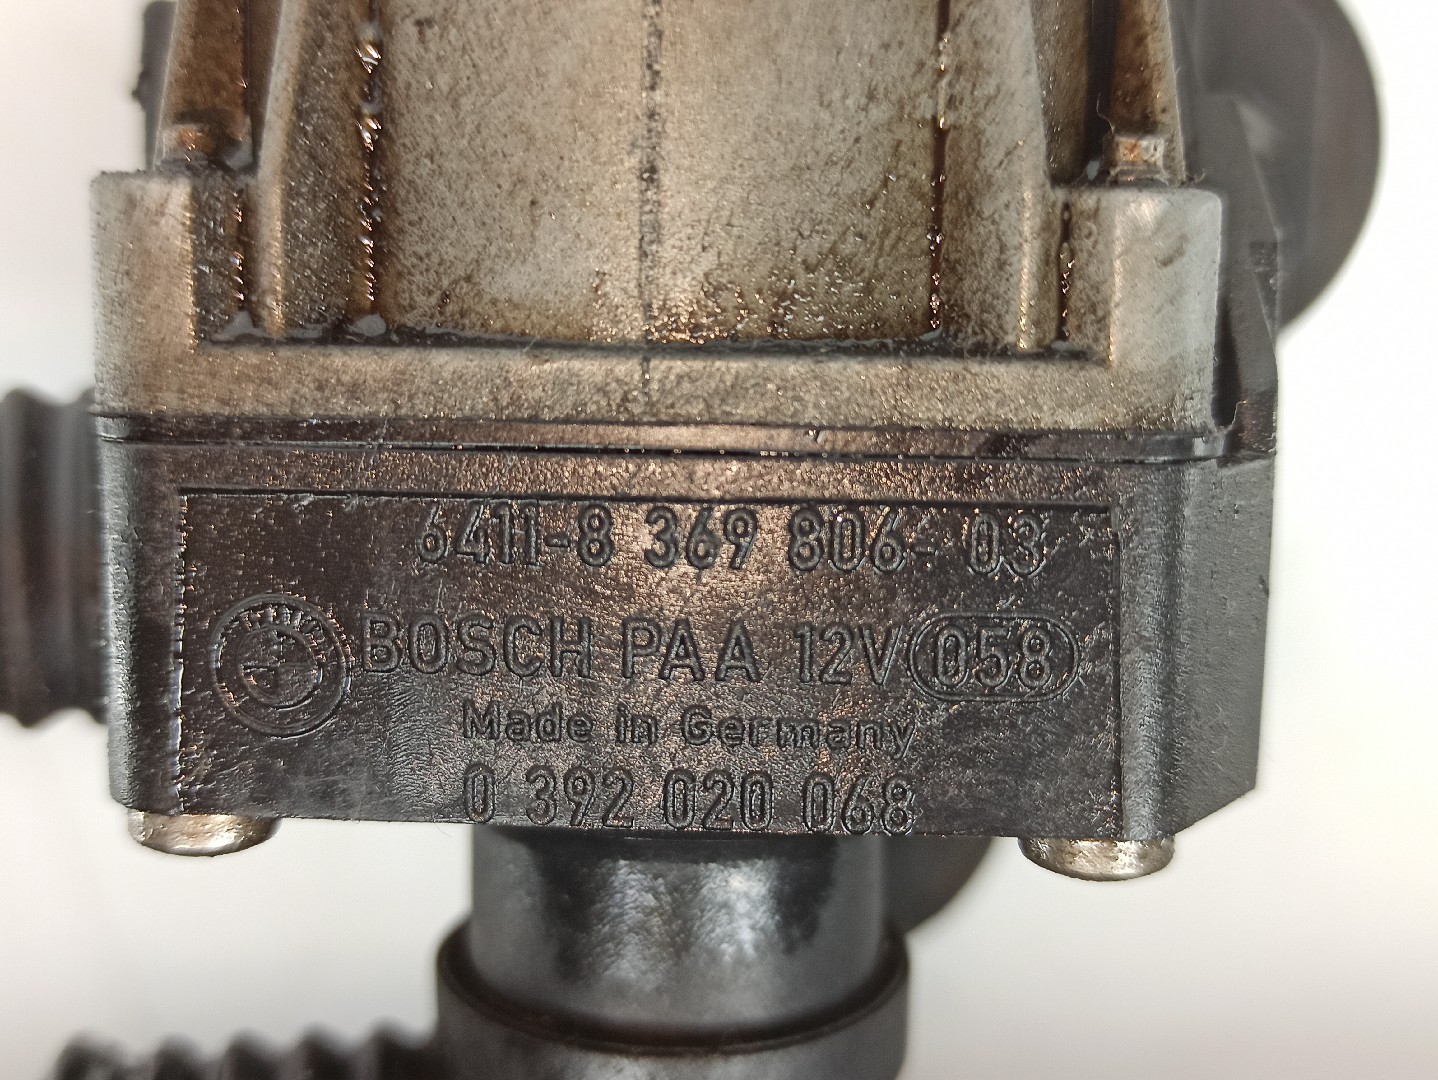 6411-8 369 806- 03
BOSCH PAA 12V 058
Made in Germany
0 392 020 068